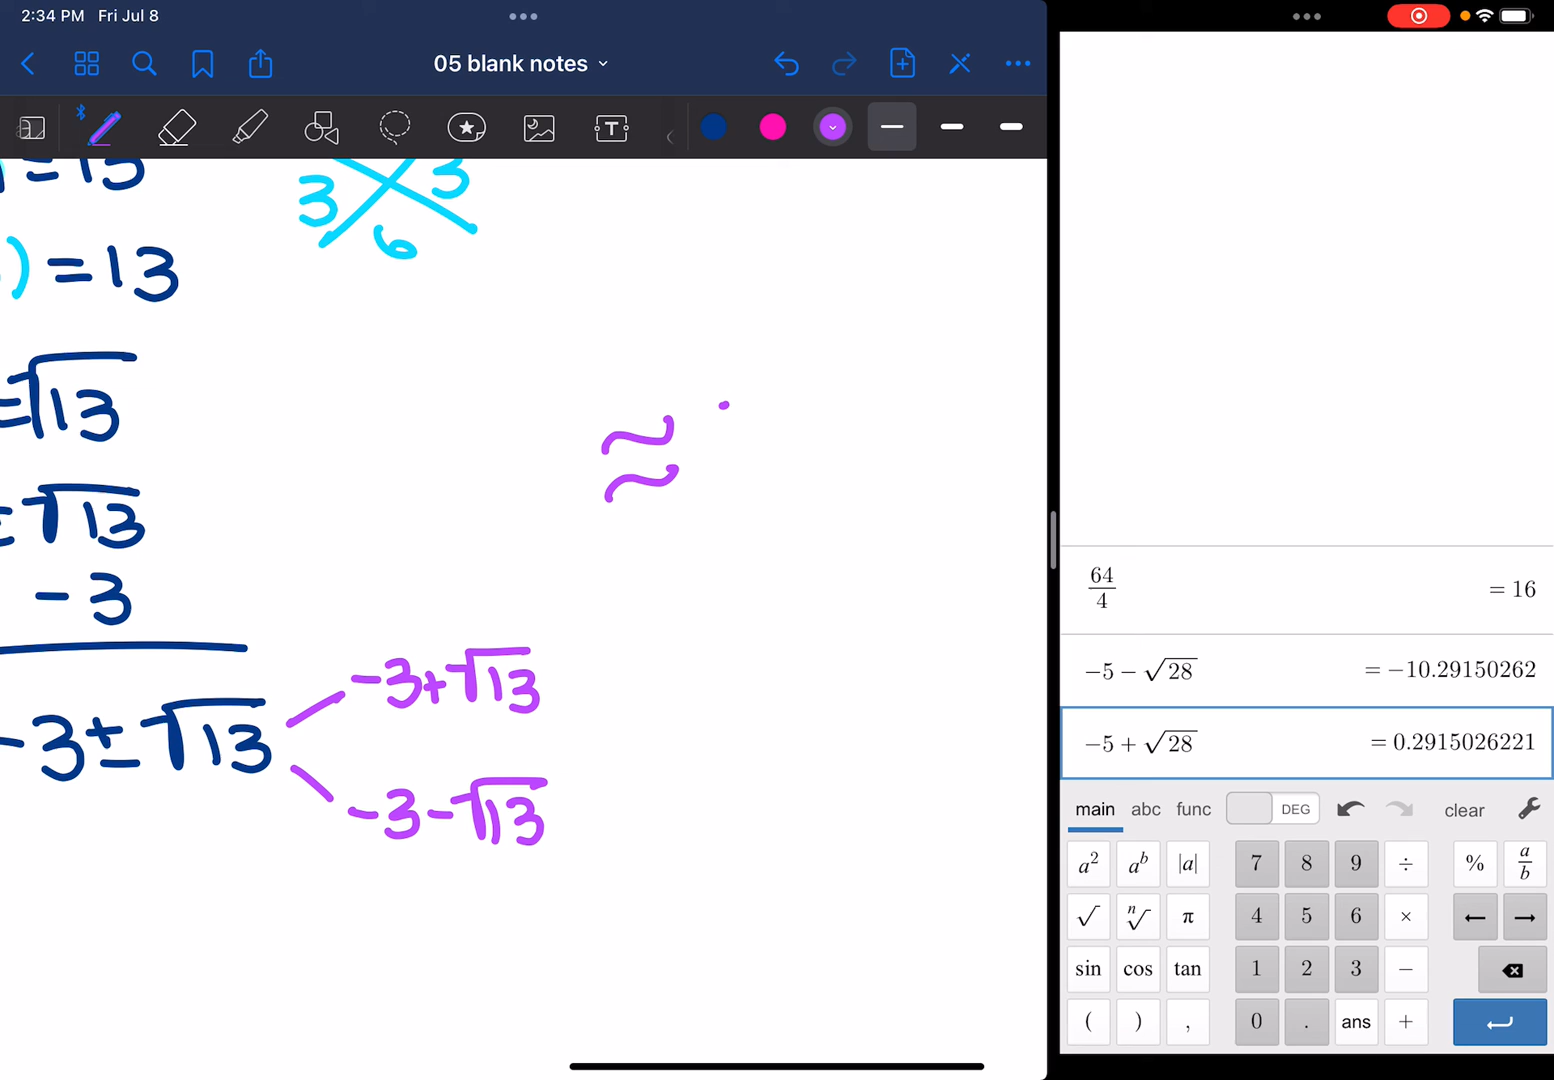 2:34 PM Fri Jul 8
05 blank notes
T
= 13
3 3
6
) = 13
= √13
± √13
- 3
-3 ± √13
-3+√13
-3-√13
≈
64/4 = 16
−5 − √28 = −10.29150262
−5 + √28 = 0.2915026221
main abc func DEG clear
a² aᵇ |a| 7 8 9 ÷ % a/b
√ ⁿ√ π 4 5 6 × ← →
sin cos tan 1 2 3 −
( ) , 0 . ans +